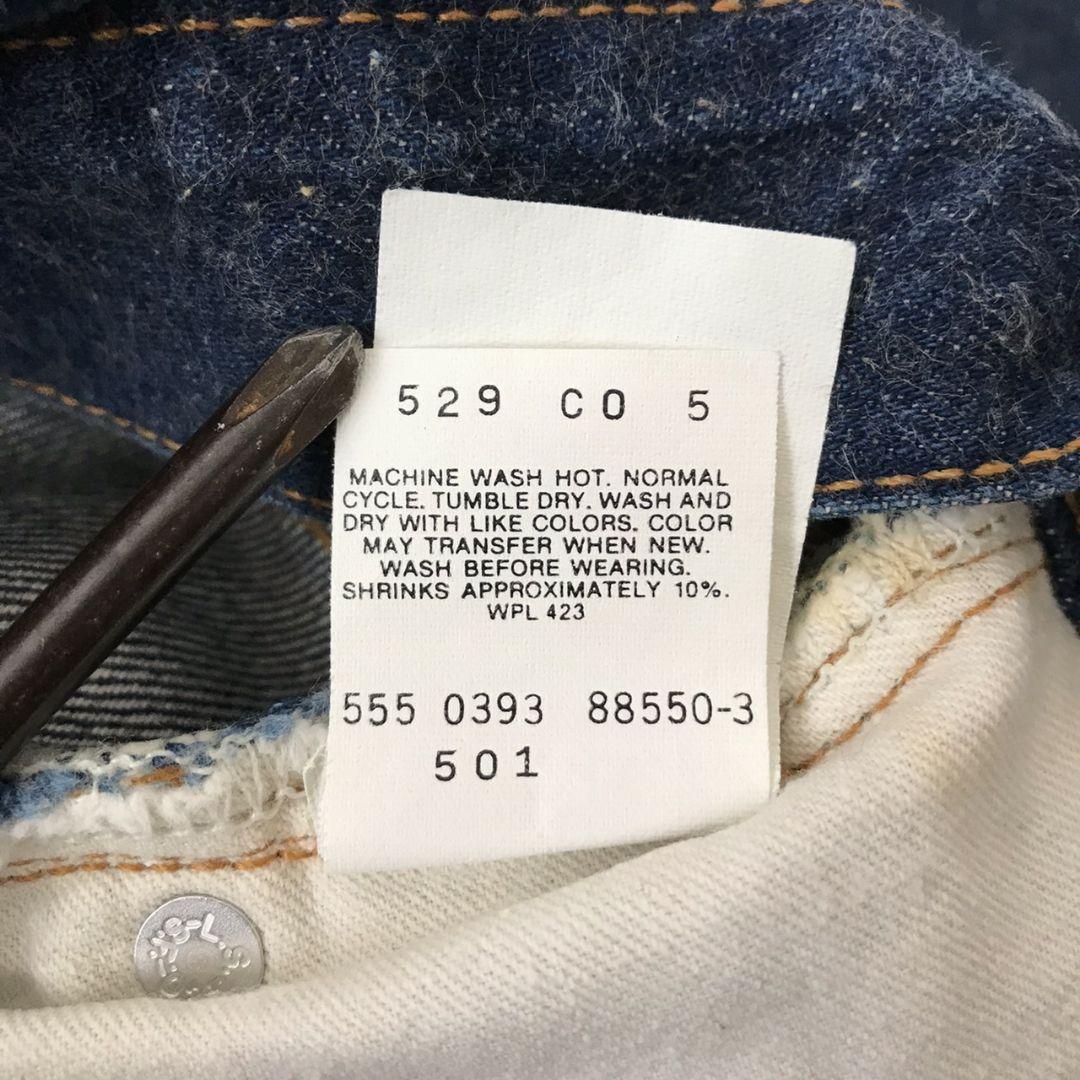 529 CO 5
MACHINE WASH HOT. NORMAL
CYCLE. TUMBLE DRY. WASH AND
DRY WITH LIKE COLORS. COLOR
MAY TRANSFER WHEN NEW.
WASH BEFORE WEARING.
SHRINKS APPROXIMATELY 10%.
WPL 423
555 0393 88550-3
501